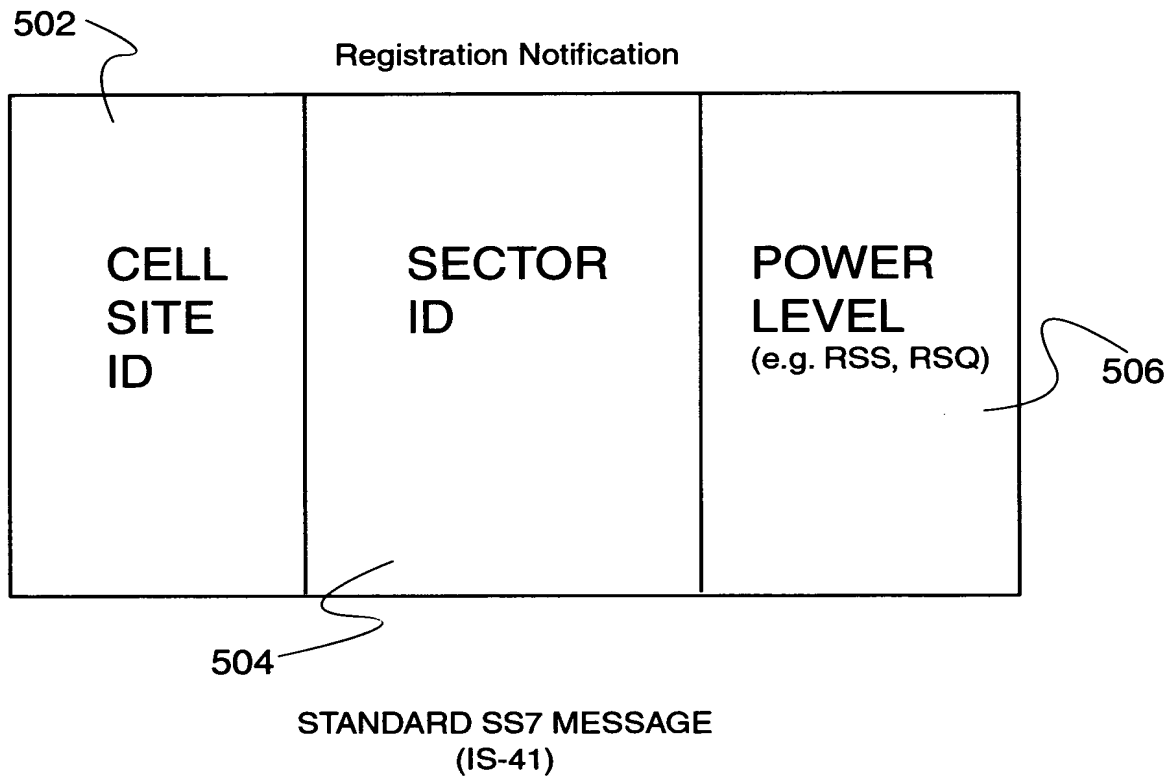 502
Registration Notification
CELL
SITE
ID
SECTOR
ID
POWER
LEVEL
(e.g. RSS, RSQ)
506
504
STANDARD SS7 MESSAGE
(IS-41)